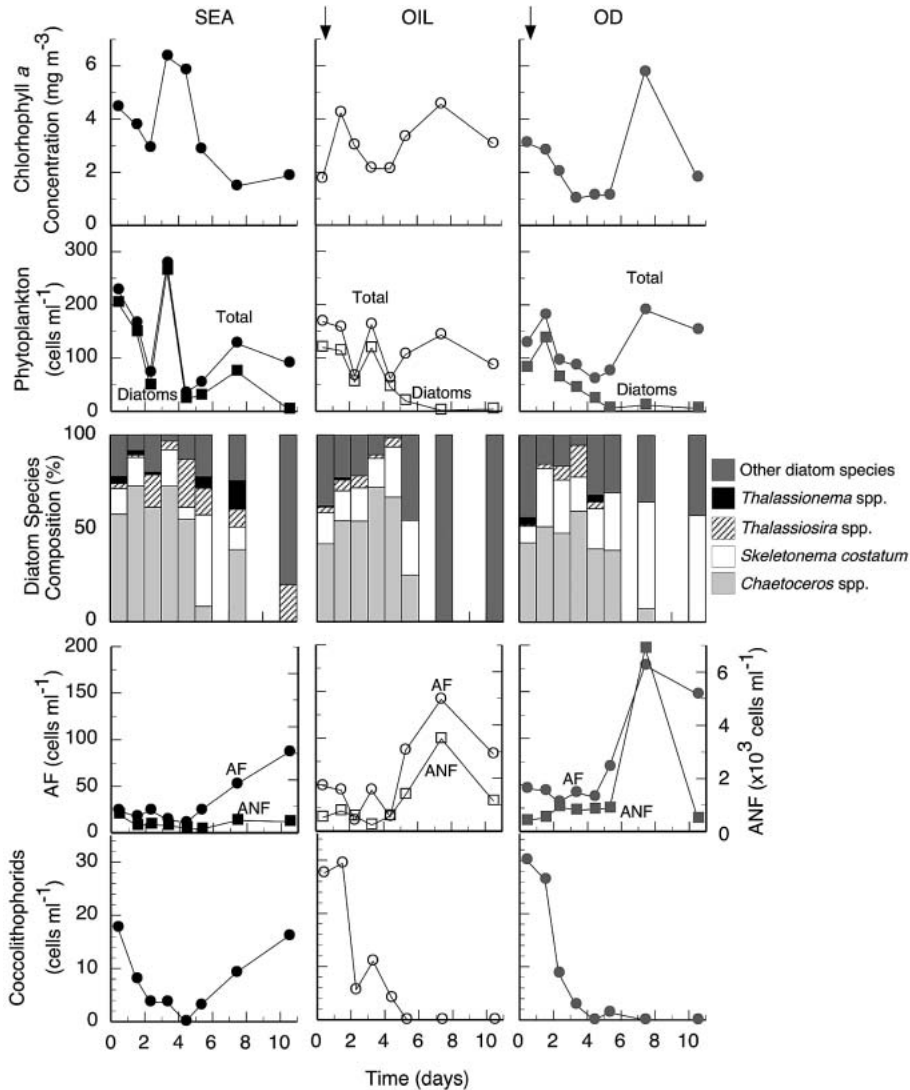 SEA OIL OD
Chlorhophyll a
Concentration (mg m-3)
6
4
2
0
Phytoplankton
(cells ml-1)
300
200
100
0
Total
Diatoms
Total
Diatoms
Total
Diatoms
Diatom Species
Composition (%)
100
50
0
Other diatom species
Thalassionema spp.
Thalassiosira spp.
Skeletonema costatum
Chaetoceros spp.
AF (cells ml-1)
200
150
100
50
0
AF
ANF
AF
ANF
AF
ANF
6
4
2
0
ANF (x103 cells ml-1)
Coccolithophorids
(cells ml-1)
30
20
10
0
0 2 4 6 8 10 0 2 4 6 8 10 0 2 4 6 8 10
Time (days)